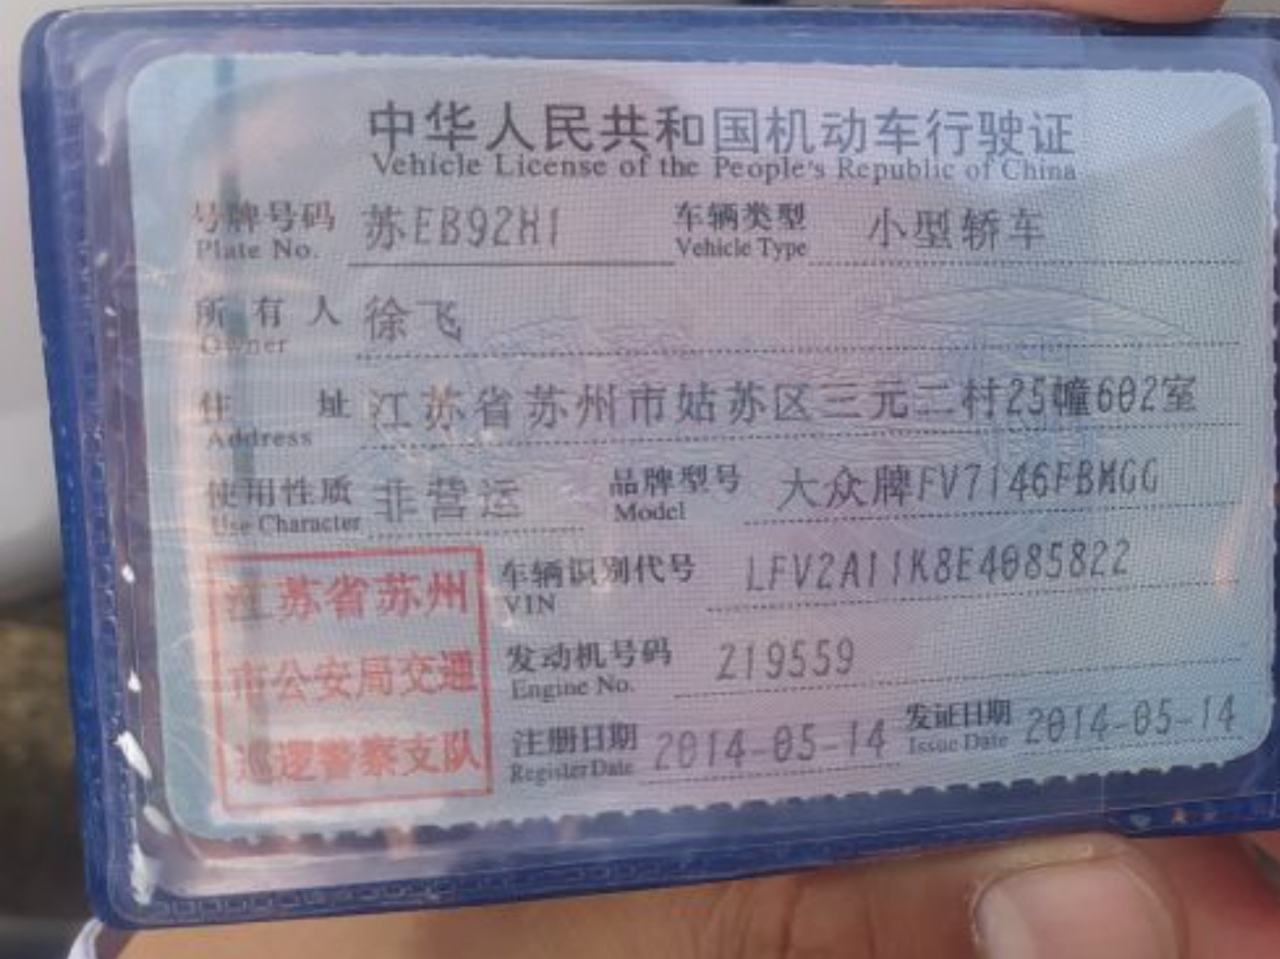 中华人民共和国机动车行驶证
Vehicle License of the People's Republic of China
号牌号码 苏EB92H1 车辆类型 小型轿车
Plate No. Vehicle Type
所有人 徐飞
Owner
住址 江苏省苏州市姑苏区三元二村25幢602室
Address
使用性质 非营运 品牌型号 大众牌FV7146FBMGG
Use Character Model
江苏省苏州
市公安局交通
巡逻警察支队
车辆识别代号 LFV2A11K8E4085822
VIN
发动机号码 Z19559
Engine No.
注册日期 2014-05-14 发证日期 2014-05-14
Register Date Issue Date